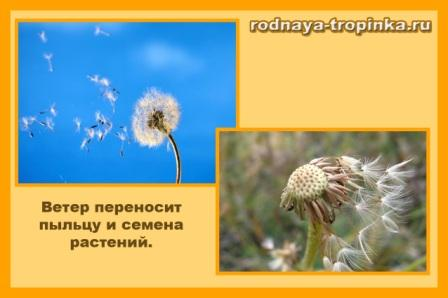 rodnaya-tropinka.ru
Ветер переносит
пыльцу и семена
растений.